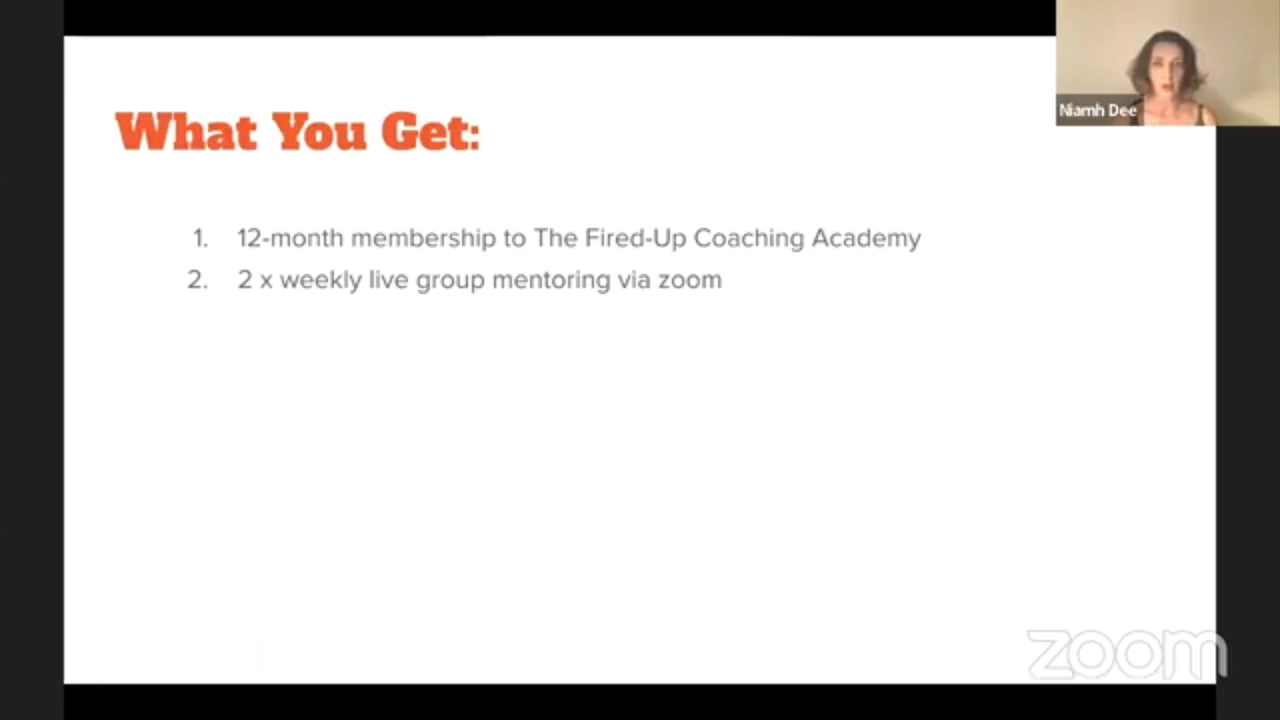 Niamh Dee
What You Get:
1. 12-month membership to The Fired-Up Coaching Academy
2. 2 x weekly live group mentoring via zoom
zoom